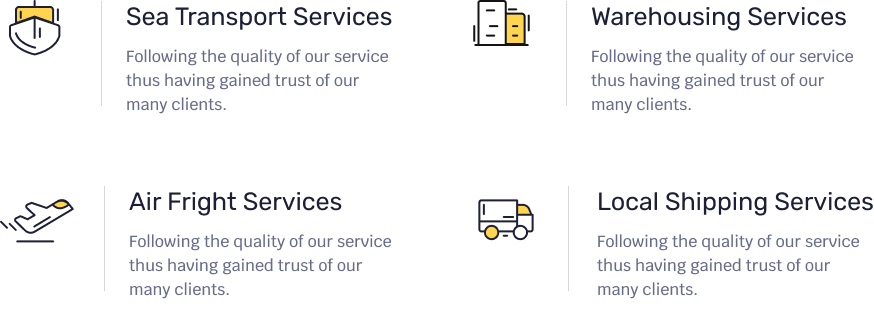 Sea Transport Services
Following the quality of our service
thus having gained trust of our
many clients.
Warehousing Services
Following the quality of our service
thus having gained trust of our
many clients.
Air Fright Services
Following the quality of our service
thus having gained trust of our
many clients.
Local Shipping Services
Following the quality of our service
thus having gained trust of our
many clients.